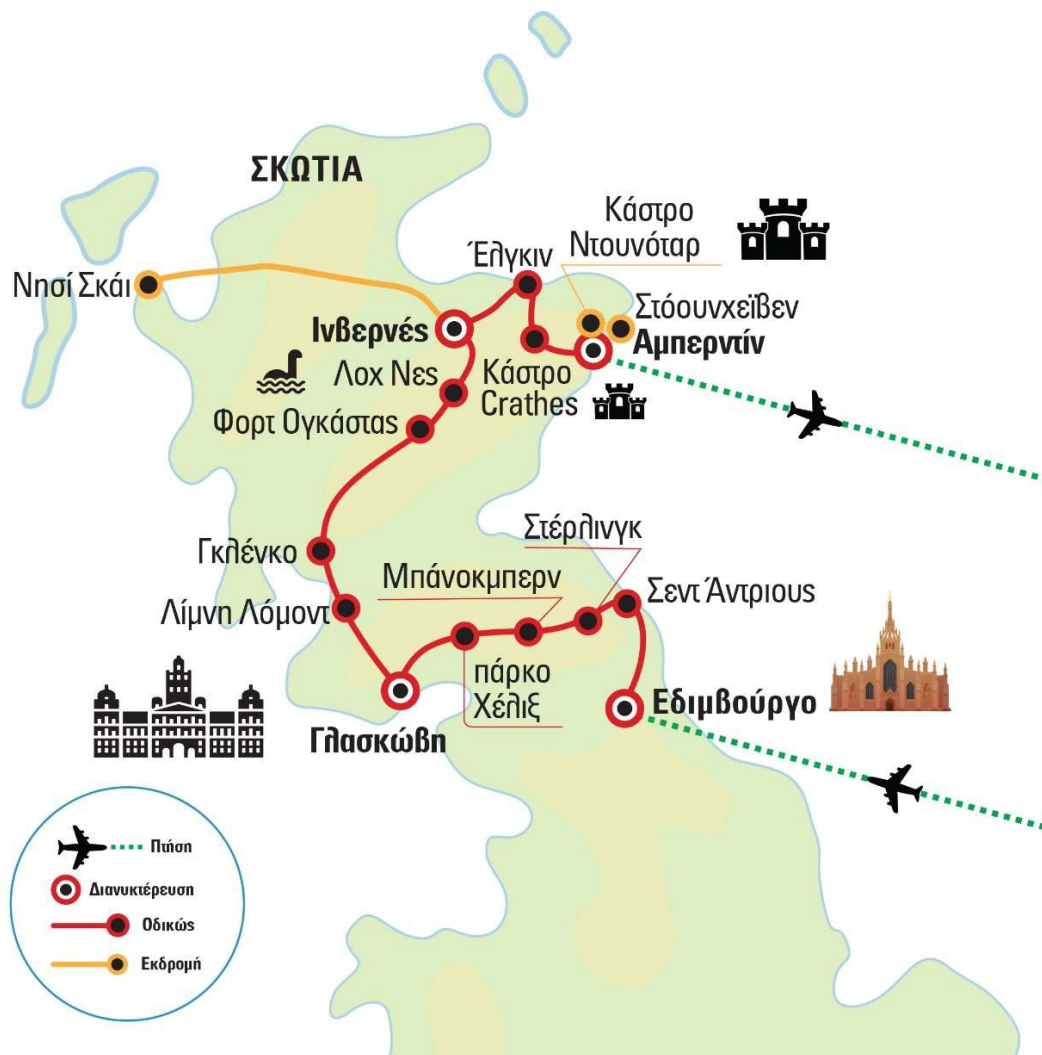 ΣΚΩΤΙΑ
Κάστρο
Ντουνόταρ
Έλγκιν
Νησί Σκάι
Στόουνχεϊβεν
Ινβερνές
Αμπερντίν
Λοχ Νες
Κάστρο
Crathes
Φορτ Ογκάστας
Στέρλινγκ
Γκλένκο
Μπάνοκμπερν
Σεντ Άντριους
Λίμνη Λόμοντ
πάρκο
Χέλιξ
Εδιμβούργο
Γλασκώβη
Πτήση
Διανυκτέρευση
Οδικώς
Εκδρομή